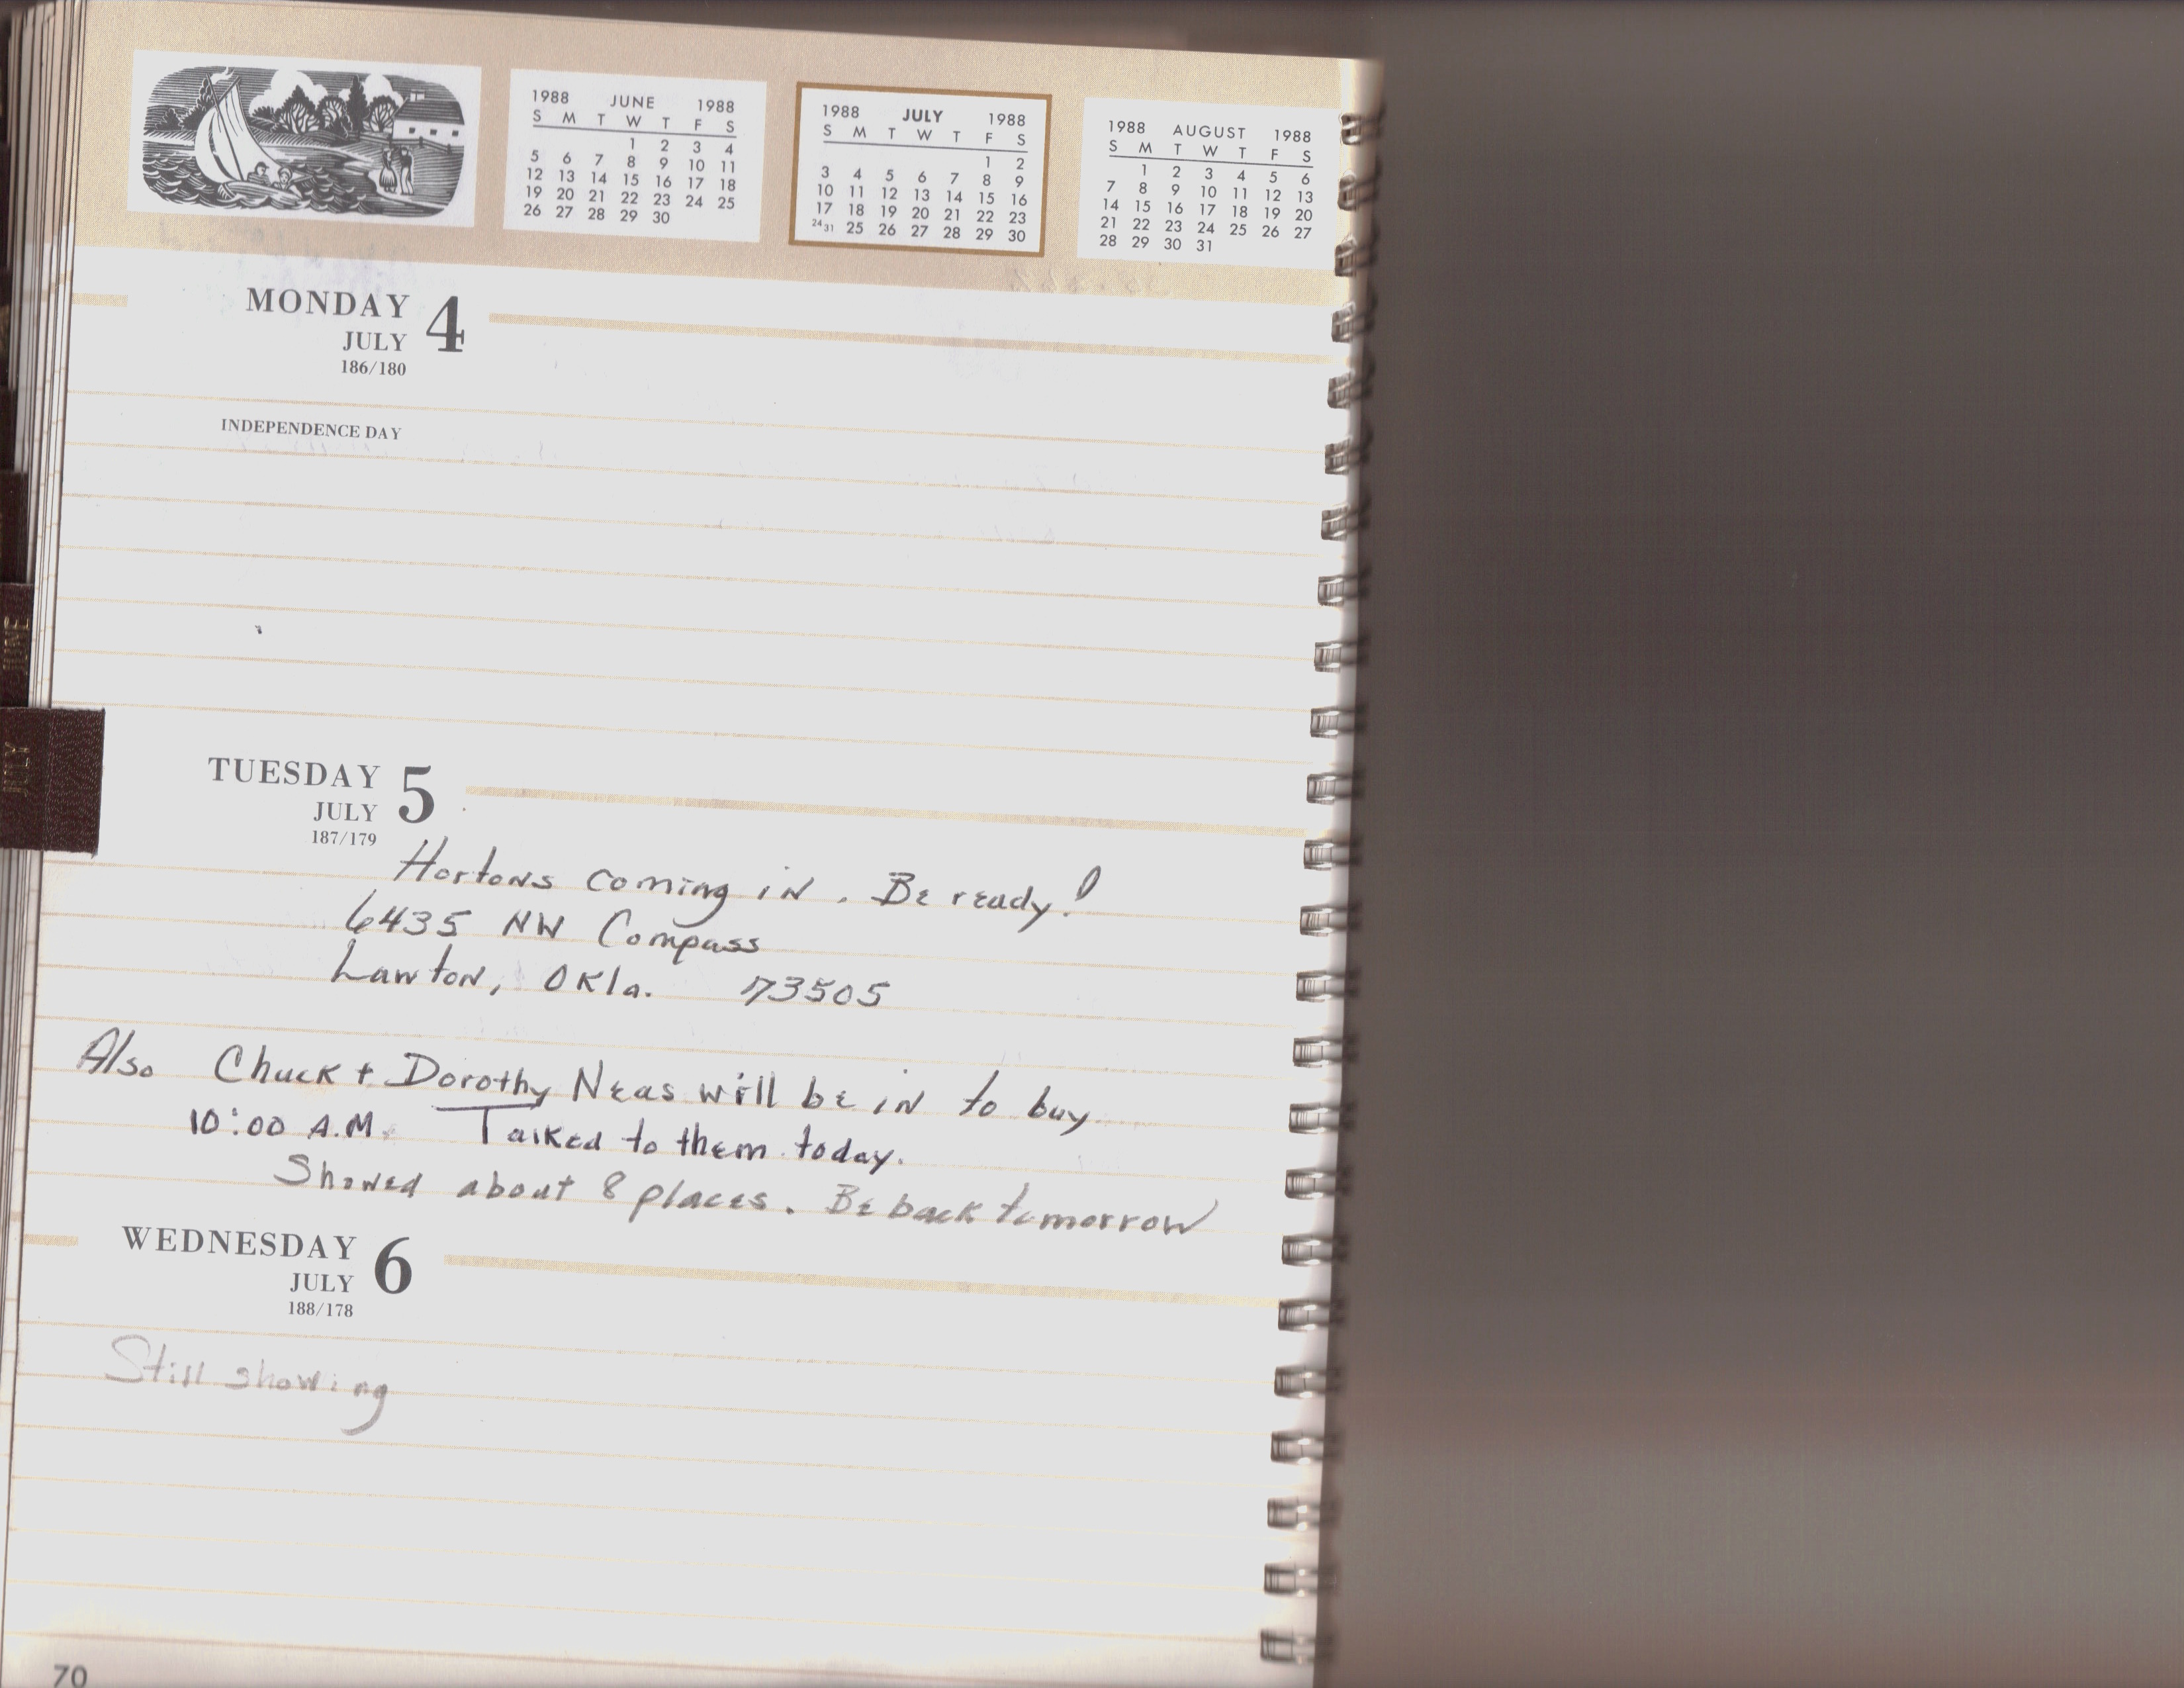 1988 JUNE 1988
S M T W T F S
1 2 3 4
5 6 7 8 9 10 11
12 13 14 15 16 17 18
19 20 21 22 23 24 25
26 27 28 29 30
1988 JULY 1988
S M T W T F S
1 2
3 4 5 6 7 8 9
10 11 12 13 14 15 16
17 18 19 20 21 22 23
24 31 25 26 27 28 29 30
1988 AUGUST 1988
S M T W T F S
1 2 3 4 5 6
7 8 9 10 11 12 13
14 15 16 17 18 19 20
21 22 23 24 25 26 27
28 29 30 31
MONDAY 4
JULY
186/180
INDEPENDENCE DAY
JUNE
JULY
TUESDAY 5
JULY
187/179
Hortons coming in. Be ready!
6435 NW Compass
Lawton, Okla. 73505
Also Chuck + Dorothy Neas will be in to buy
10:00 A.M. Talked to them today.
Showed about 8 places. Be back tomorrow
WEDNESDAY 6
JULY
188/178
Still showing
70